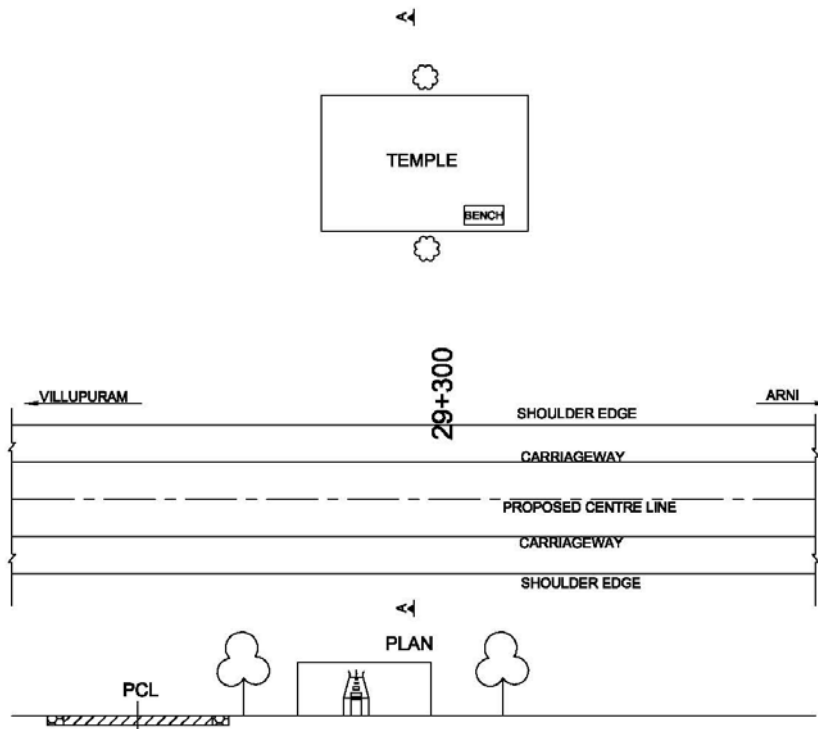 A
TEMPLE
BENCH
29+300
VILLUPURAM
ARNI
SHOULDER EDGE
CARRIAGEWAY
PROPOSED CENTRE LINE
CARRIAGEWAY
SHOULDER EDGE
A
PLAN
PCL